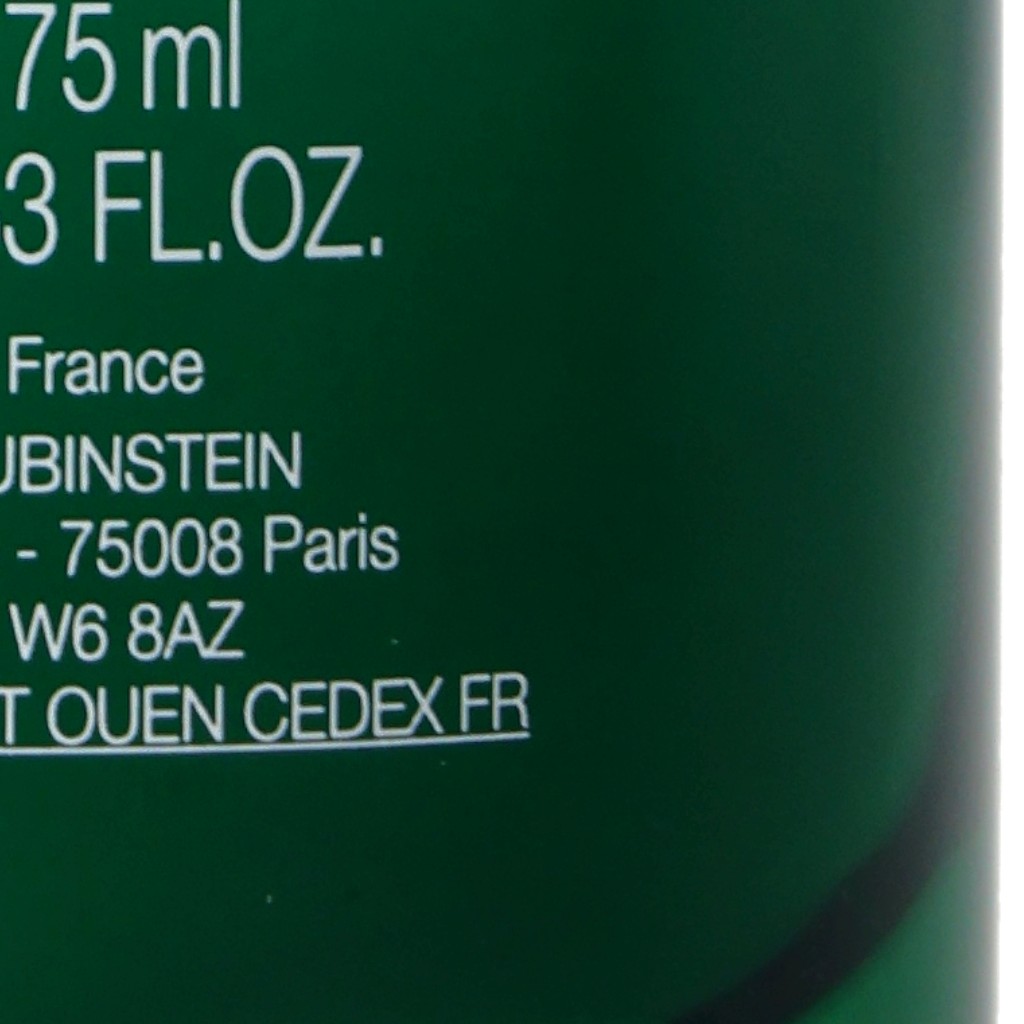 75 ml
3 FL.OZ.
France
UBINSTEIN
- 75008 Paris
W6 8AZ
T OUEN CEDEX FR